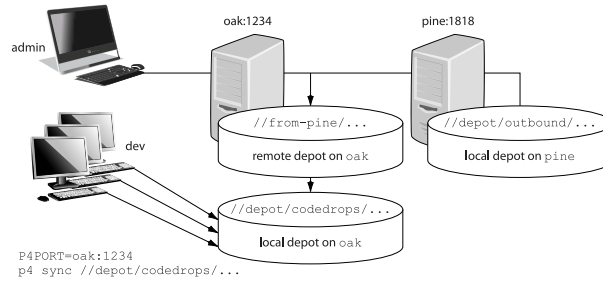 oak:1234
pine:1818
admin
//from-pine/...
//depot/outbound/...
remote depot on oak
local depot on pine
dev
//depot/codedrops/...
local depot on oak
P4PORT=oak:1234
p4 sync //depot/codedrops/...